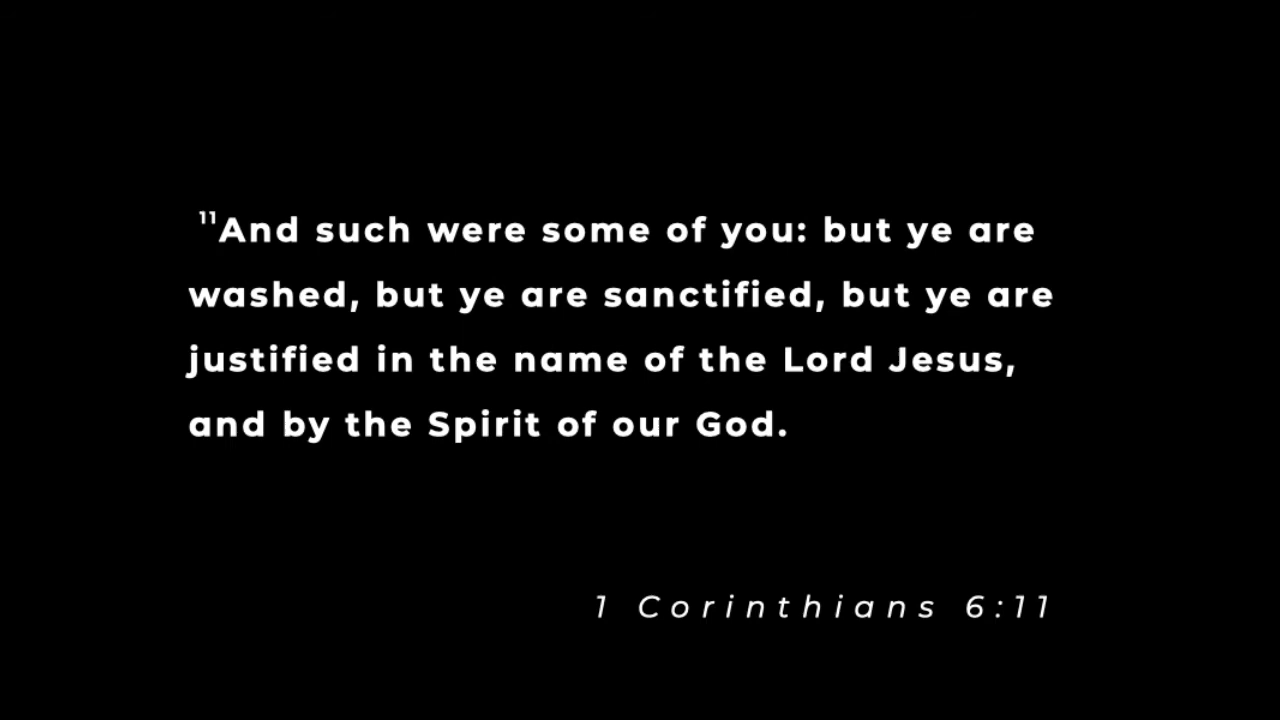 ¹¹And such were some of you: but ye are
washed, but ye are sanctified, but ye are
justified in the name of the Lord Jesus,
and by the Spirit of our God.
1 Corinthians 6:11